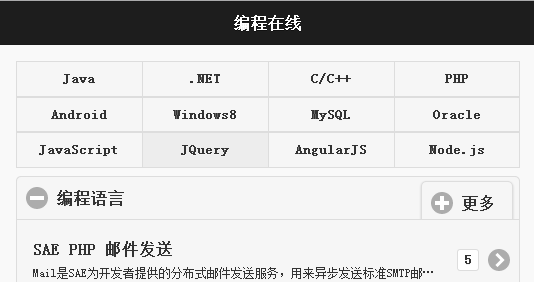 编程在线
Java .NET C/C++ PHP
Android Windows8 MySQL Oracle
JavaScript JQuery AngularJS Node.js
编程语言 更多
SAE PHP 邮件发送 5
Mail是SAE为开发者提供的分布式邮件发送服务，用来异步发送标准SMTP邮…